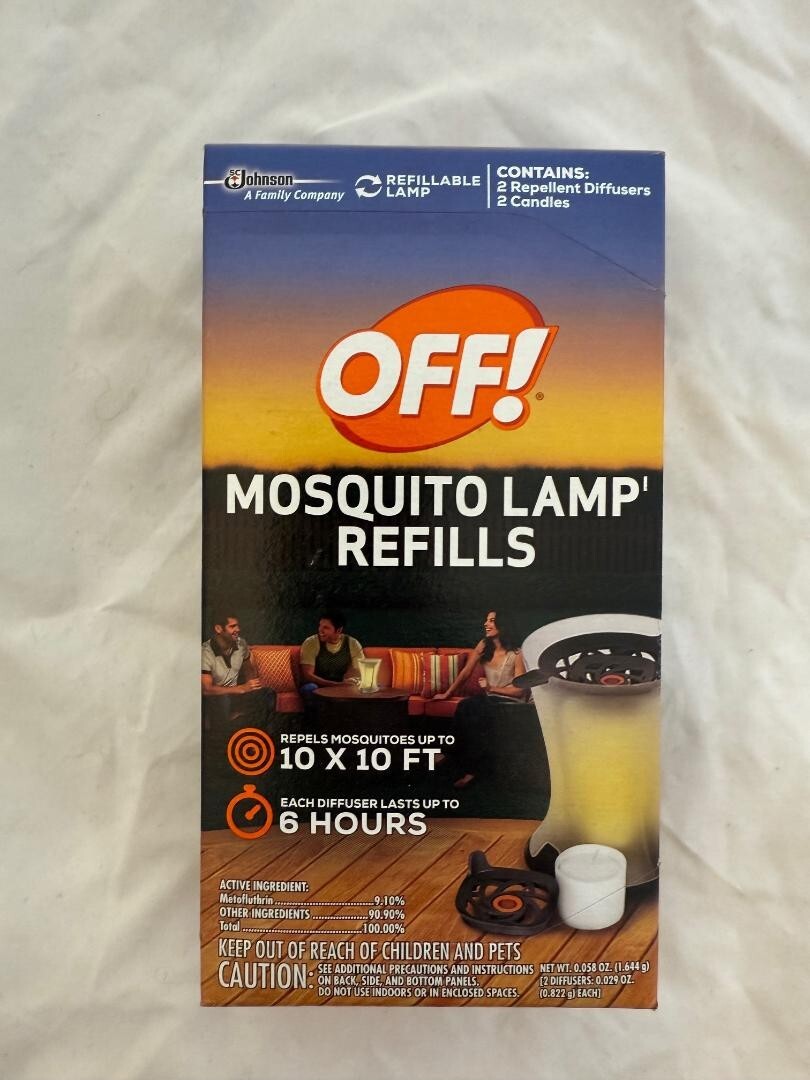 SC Johnson
A Family Company
REFILLABLE
LAMP
CONTAINS:
2 Repellent Diffusers
2 Candles
OFF!®
MOSQUITO LAMP¹
REFILLS
REPELS MOSQUITOES UP TO
10 X 10 FT
EACH DIFFUSER LASTS UP TO
6 HOURS
ACTIVE INGREDIENT:
Metofluthrin..............................9.10%
OTHER INGREDIENTS................90.90%
Total...................................100.00%
KEEP OUT OF REACH OF CHILDREN AND PETS
CAUTION: SEE ADDITIONAL PRECAUTIONS AND INSTRUCTIONS
ON BACK, SIDE, AND BOTTOM PANELS.
DO NOT USE INDOORS OR IN ENCLOSED SPACES.
NET WT. 0.058 OZ. (1.644 g)
[2 DIFFUSERS: 0.029 OZ.
(0.822 g) EACH]